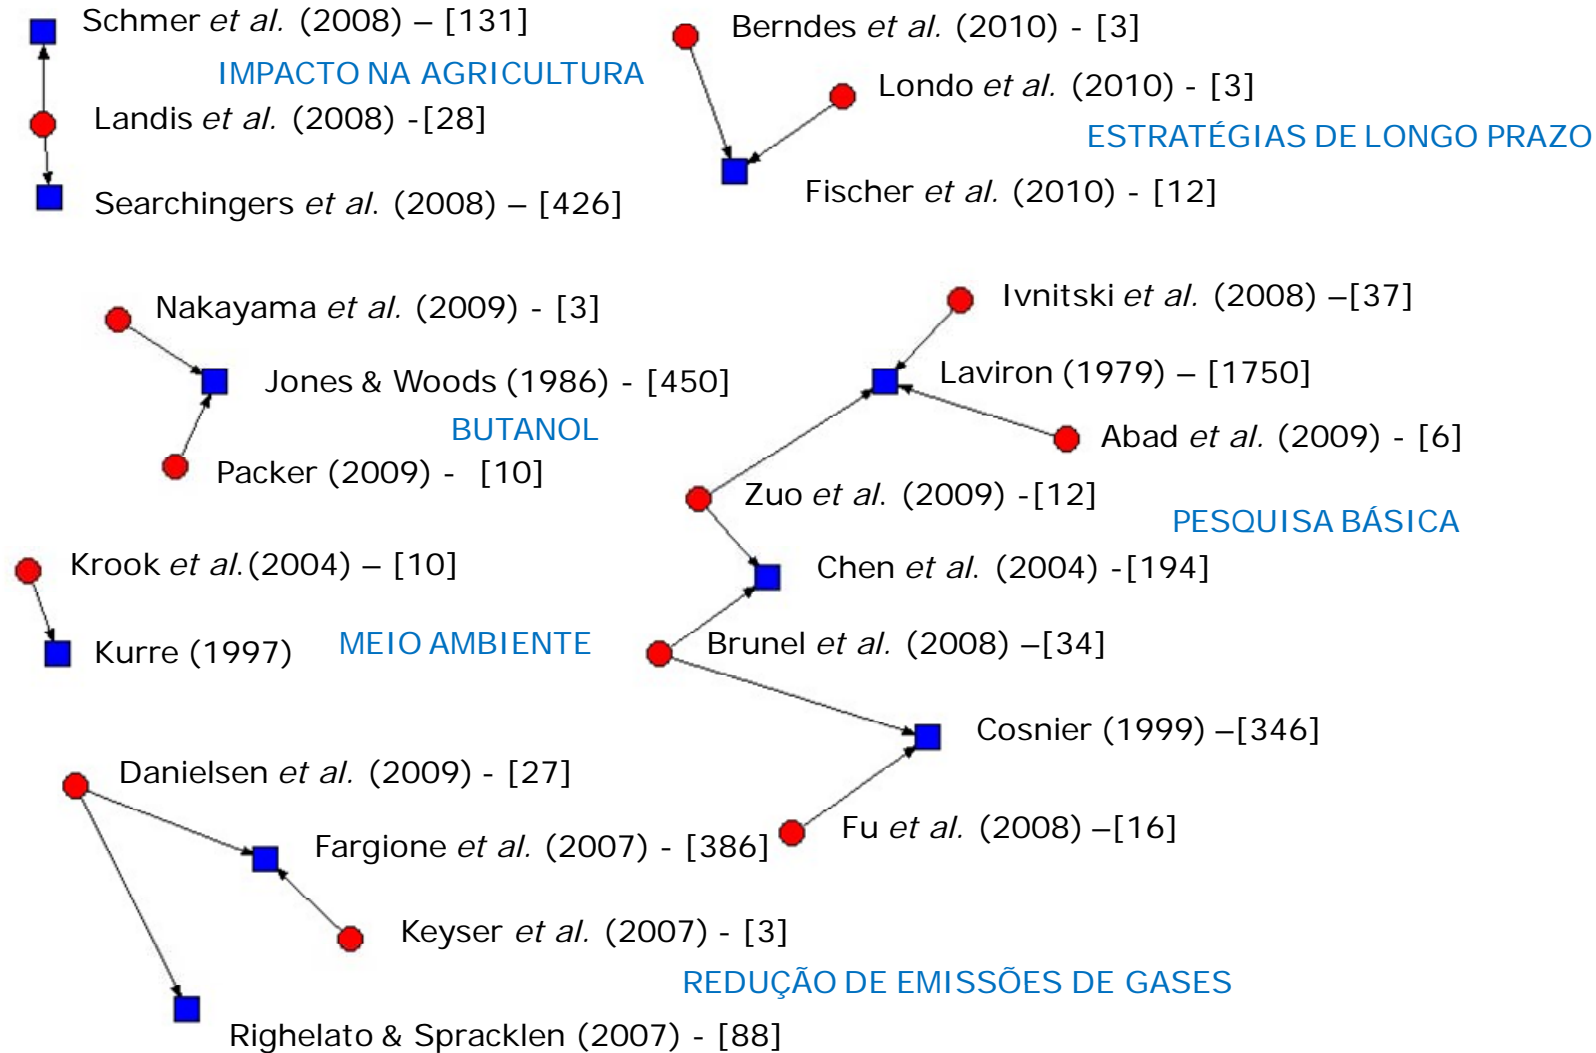 Schmer et al. (2008) – [131]
IMPACTO NA AGRICULTURA
Landis et al. (2008) -[28]
Searchingers et al. (2008) – [426]
Berndes et al. (2010) - [3]
Londo et al. (2010) - [3]
ESTRATÉGIAS DE LONGO PRAZO
Fischer et al. (2010) - [12]
Nakayama et al. (2009) - [3]
Jones & Woods (1986) - [450]
BUTANOL
Packer (2009) - [10]
Ivnitski et al. (2008) –[37]
Laviron (1979) – [1750]
Abad et al. (2009) - [6]
Zuo et al. (2009) -[12]
PESQUISA BÁSICA
Chen et al. (2004) -[194]
Brunel et al. (2008) –[34]
Cosnier (1999) –[346]
Fu et al. (2008) –[16]
Krook et al.(2004) – [10]
Kurre (1997)
MEIO AMBIENTE
Danielsen et al. (2009) - [27]
Fargione et al. (2007) - [386]
Keyser et al. (2007) - [3]
REDUÇÃO DE EMISSÕES DE GASES
Righelato & Spracklen (2007) - [88]